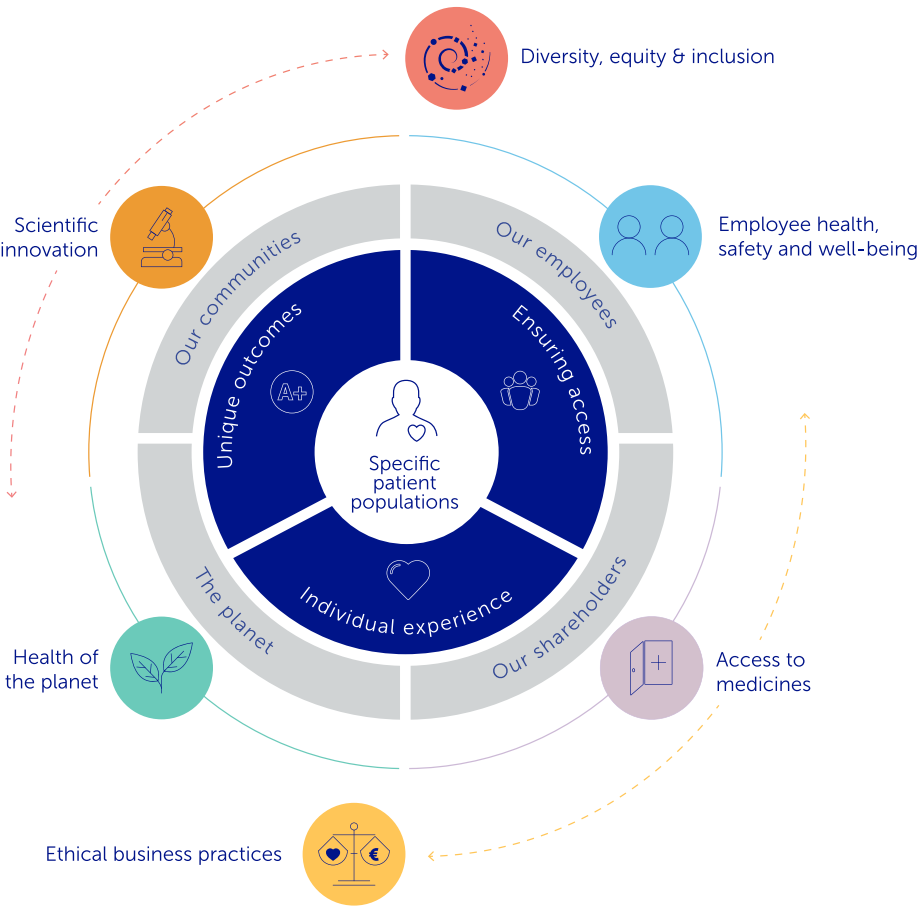 Diversity, equity & inclusion
Scientific
innovation
Employee health,
safety and well-being
Our communities
Our employees
Unique outcomes
A+
Ensuring access
Specific
patient
populations
Individual experience
The planet
Our shareholders
Health of
the planet
Access to
medicines
Ethical business practices
€